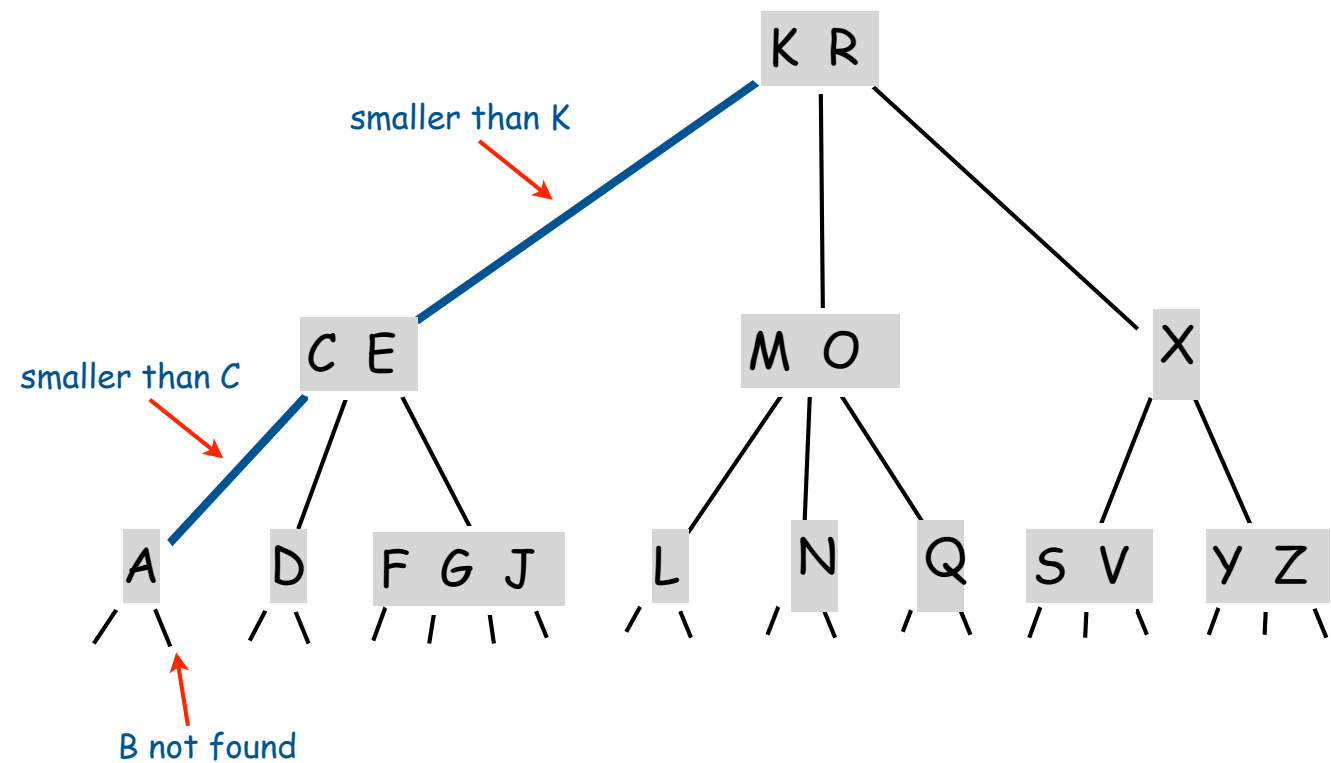 K R
smaller than K
C E
M O
X
smaller than C
A
D
F G J
L
N
Q
S V
Y Z
B not found